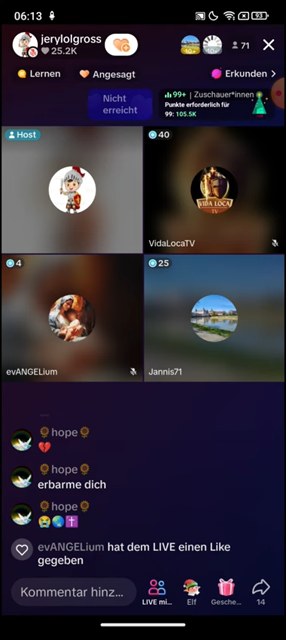 06:13
93
jerylolgross
25.2K
71
Lernen
Angesagt
Erkunden
Nicht
erreicht
99+ | Zuschauer*innen
Punkte erforderlich für
99: 105.5K
Host
40
VIDA LOCA
VidaLocaTV
4
25
evANGELium
Jannis71
🌻hope🌻
💔
🌻hope🌻
erbarme dich
🌻hope🌻
😭🌏✝️
evANGELium hat dem LIVE einen Like
gegeben
Kommentar hinz...
LIVE mi...
Elf
Gesche...
14